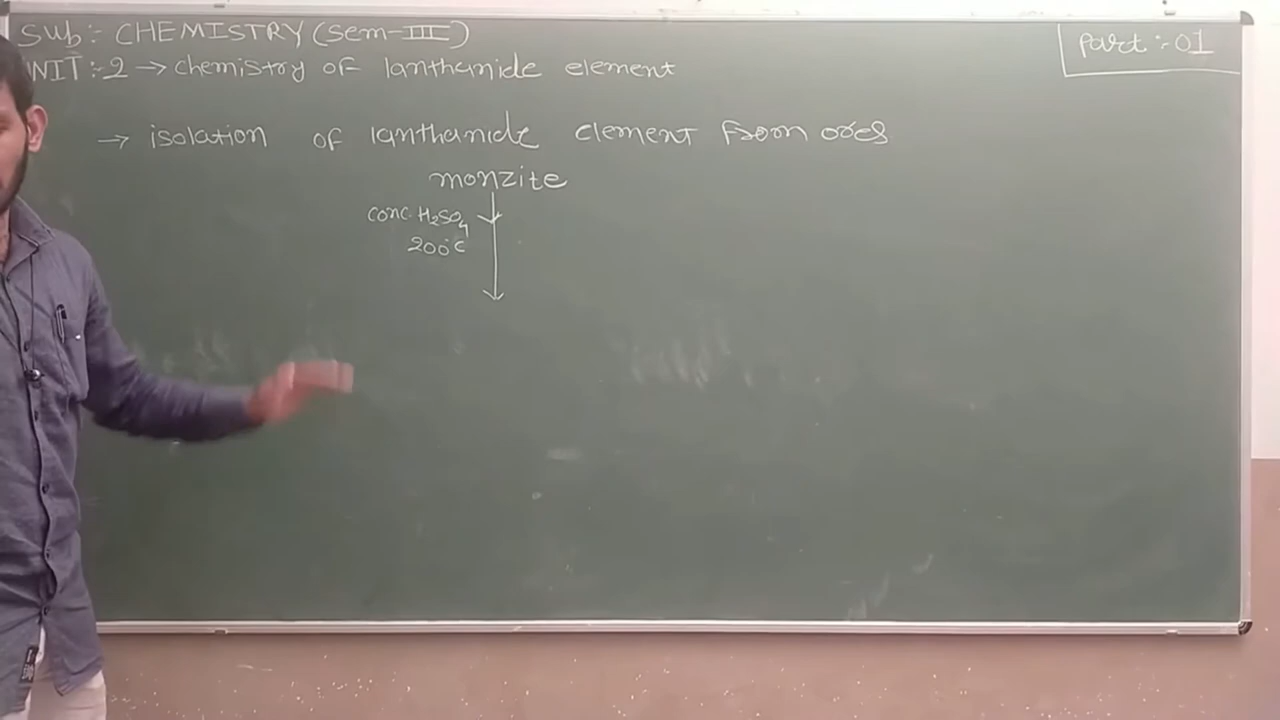 Sub:- CHEMISTRY (Sem-III)
Part:-01
NIT:-2 → chemistry of lanthanide element
→ isolation of lanthanide element from ores
monzite
conc. H₂SO₄
200°C